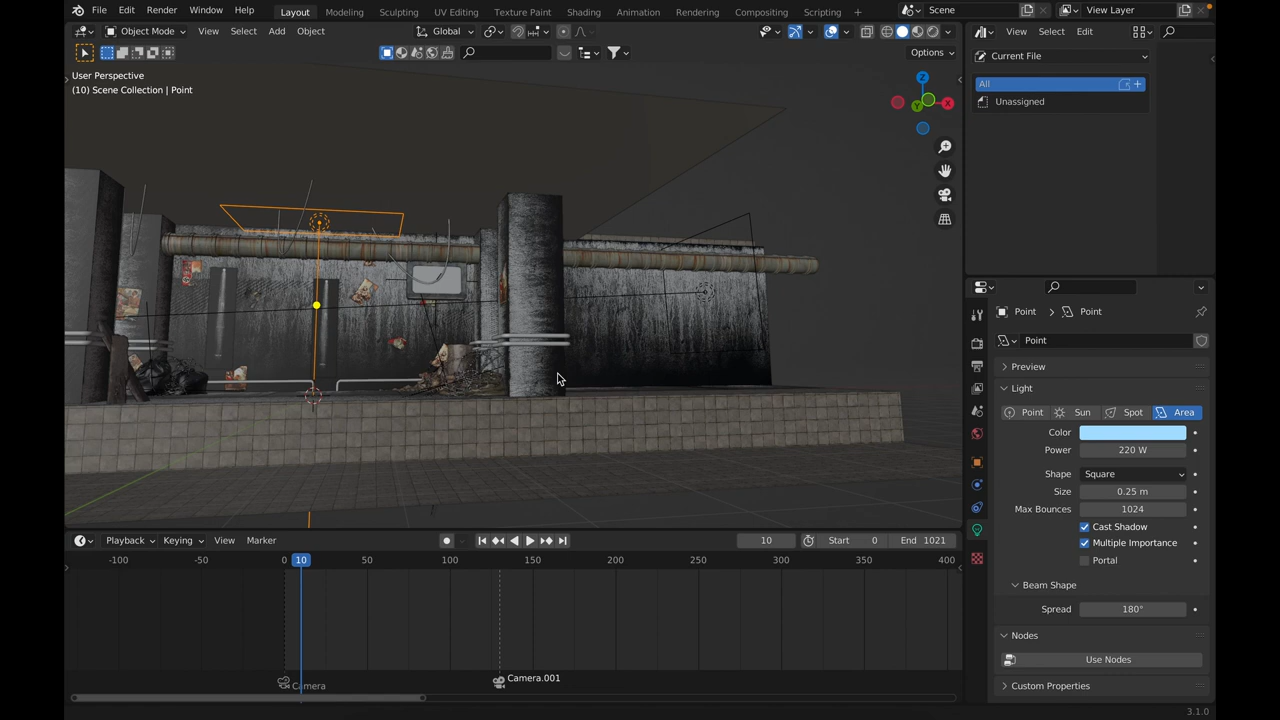 File Edit Render Window Help Layout Modeling Sculpting UV Editing Texture Paint Shading Animation Rendering Compositing Scripting + Scene View Layer
Object Mode View Select Add Object Global View Select Edit
Options
Current File
User Perspective
(10) Scene Collection | Point
All
Unassigned
Z
X
Y
Point > Point
Point
Preview
Light
Point Sun Spot Area
Color
Power 220 W
Shape Square
Size 0.25 m
Max Bounces 1024
Cast Shadow
Multiple Importance
Portal
Beam Shape
Spread 180°
Nodes
Use Nodes
Custom Properties
Playback Keying View Marker 10 Start 0 End 1021
-100 -50 0 10 50 100 150 200 250 300 350 400
Camera Camera.001
3.1.0